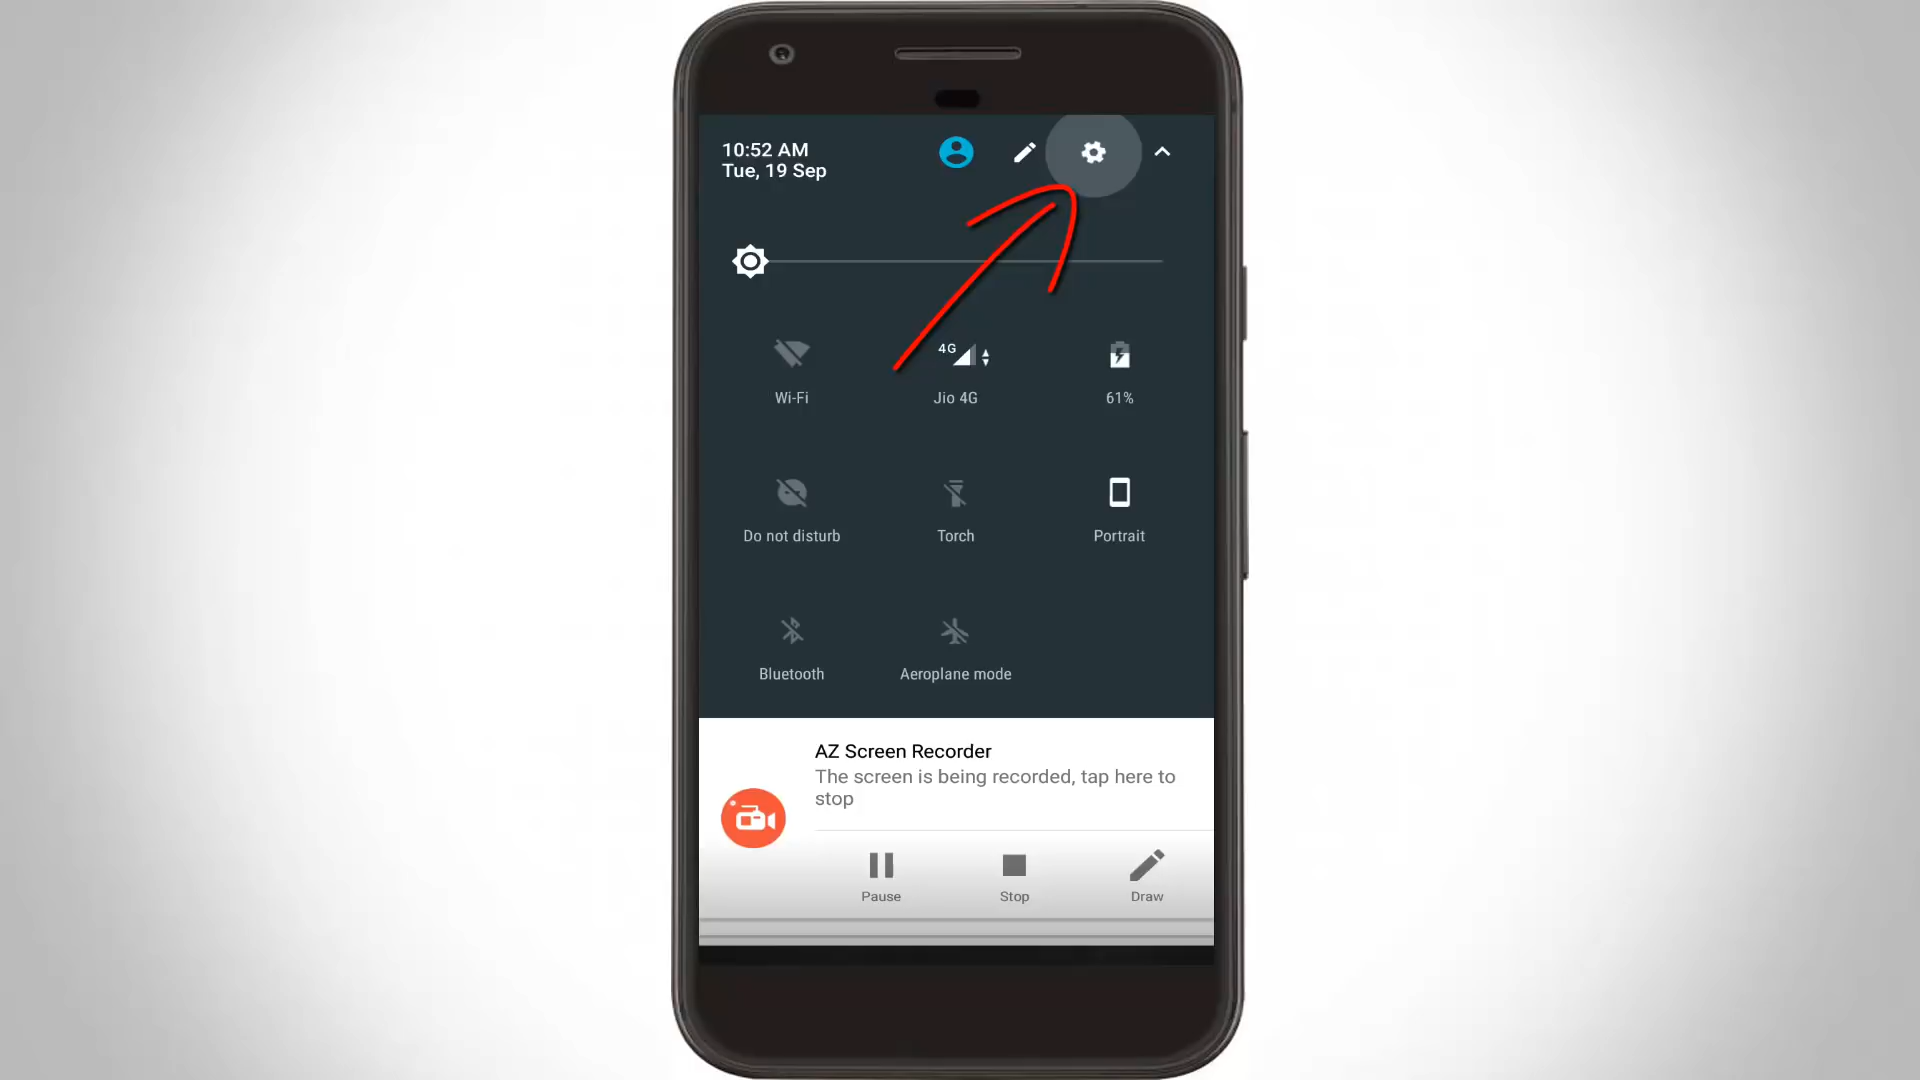 10:52 AM
Tue, 19 Sep
Wi-Fi
4G
Jio 4G
61%
Do not disturb
Torch
Portrait
Bluetooth
Aeroplane mode
AZ Screen Recorder
The screen is being recorded, tap here to
stop
Pause
Stop
Draw